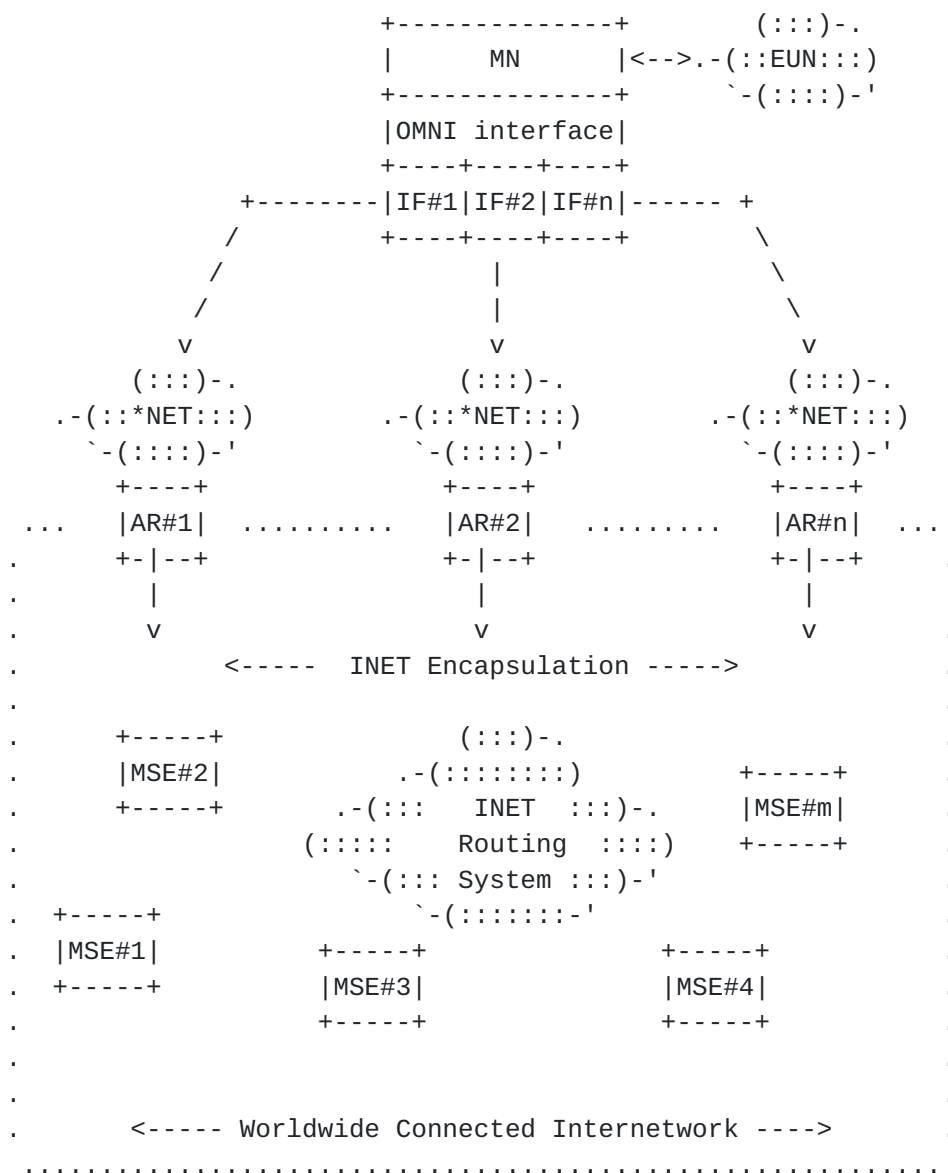 +--------------+        (:::)-.
                         |      MN      |<-->.-(::EUN:::)
                         +--------------+      `-(::::)-'
                         |OMNI interface|
                         +----+----+----+
                +--------|IF#1|IF#2|IF#n|------ +
               /         +----+----+----+        \
              /                 |                 \
             /                  |                  \
            v                   v                   v
         (:::)-.             (:::)-.              (:::)-.
    .-(::*NET:::)        .-(::*NET:::)        .-(::*NET:::)
      `-(::::)-'           `-(::::)-'           `-(::::)-'
        +----+              +----+              +----+
 ...    |AR#1|  ..........  |AR#2|   .........  |AR#n|  ...
.       +-|--+              +-|--+              +-|--+     .
.         |                   |                   |
.         v                   v                   v        .
.              <-----  INET Encapsulation ----->           .
.                                                          .
.       +-----+               (:::)-.                      .
.       |MSE#2|           .-(::::::::)          +-----+    .
.       +-----+       .-(:::   INET  :::)-.     |MSE#m|    .
.                   (:::::    Routing  ::::)    +-----+    .
.                      `-(::: System :::)-'                .
.   +-----+                `-(:::::::-'                    .
.   |MSE#1|          +-----+               +-----+         .
.   +-----+          |MSE#3|               |MSE#4|         .
.                    +-----+               +-----+         .
.                                                          .
.                                                          .
.        <----- Worldwide Connected Internetwork ---->     .
 ...........................................................